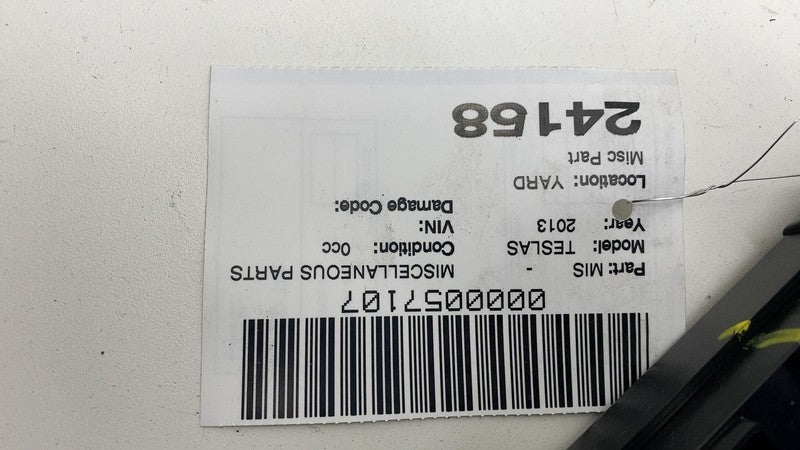 0000057107
Part: MIS - MISCELLANEOUS PARTS
Model: TESLAS Condition: 0cc
Year: 2013 VIN:
Damage Code:
Location: YARD
Misc Part
24158